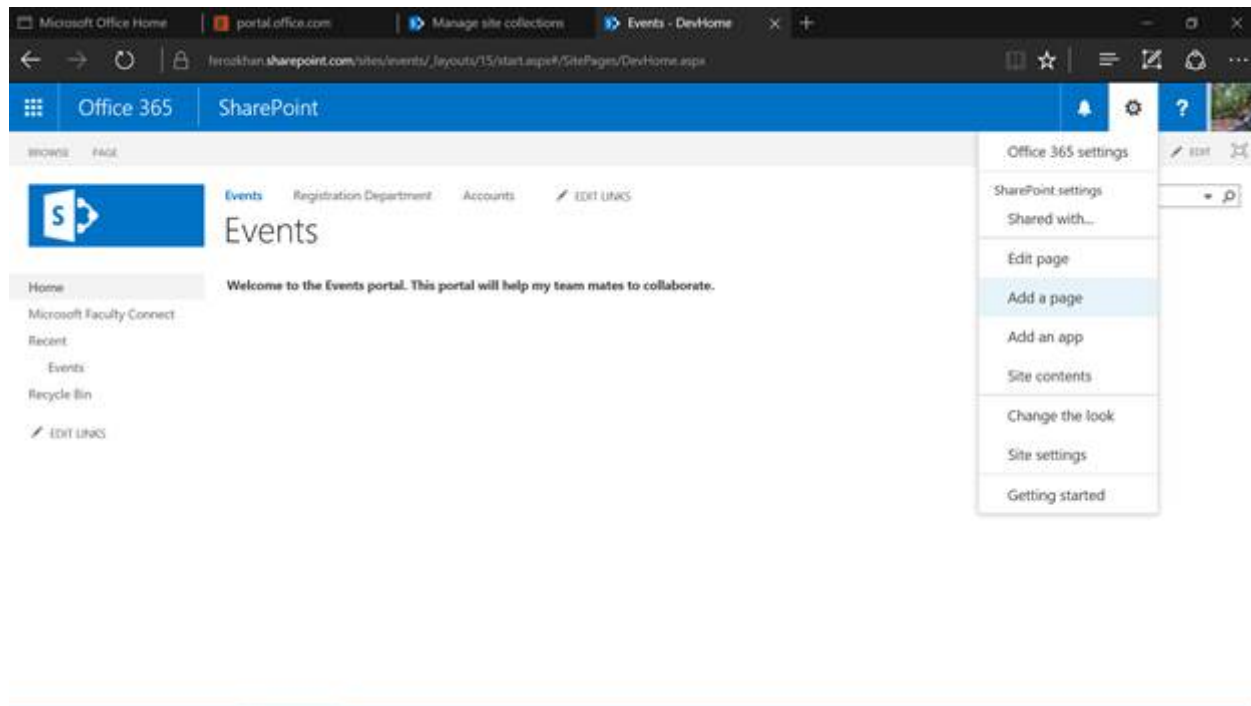 Microsoft Office Home
portal.office.com
Manage site collections
Events - DevHome
ferozkhan.sharepoint.com/sites/events/_layouts/15/start.aspx#/SitePages/DevHome.aspx
Office 365
SharePoint
?
BROWSE PAGE
EDIT
Office 365 settings
SharePoint settings
Shared with...
Edit page
Add a page
Add an app
Site contents
Change the look
Site settings
Getting started
S
Events Registration Department Accounts EDIT LINKS
Events
Welcome to the Events portal. This portal will help my team mates to collaborate.
Home
Microsoft Faculty Connect
Recent
Events
Recycle Bin
EDIT LINKS